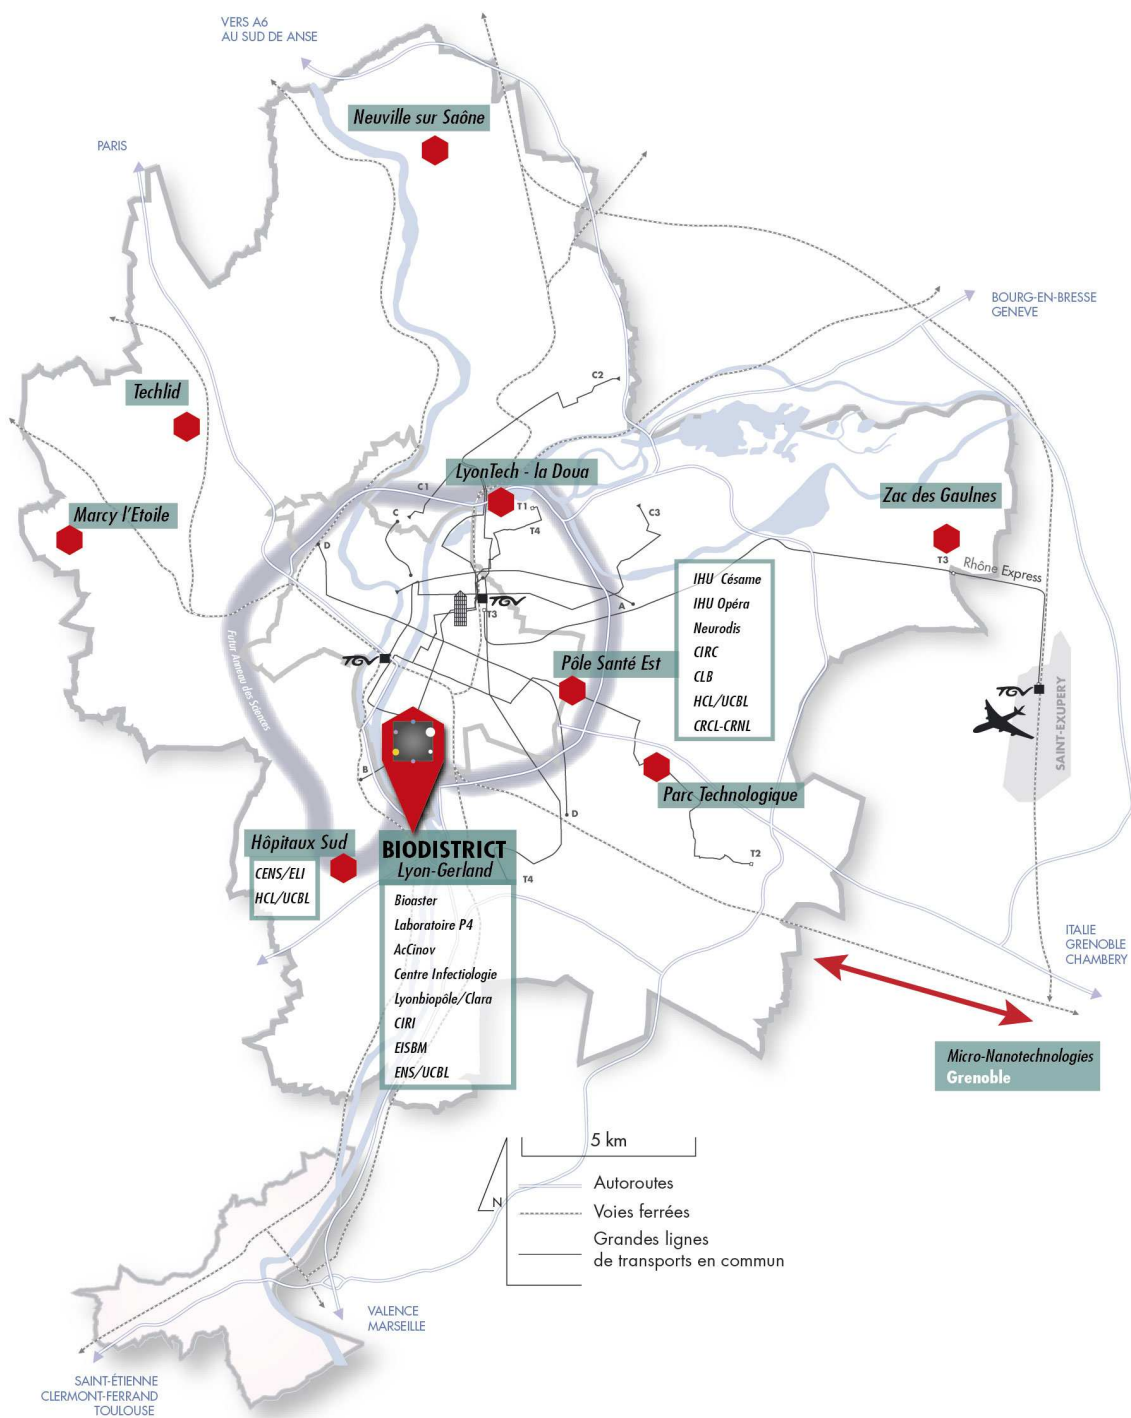 VERS A6
AU SUD DE ANSE
Neuville sur Saône
PARIS
BOURG-EN-BRESSE
GENEVE
Techlid
C2
LyonTech - la Doua
Marcy l'Etoile
C1
C
D
T1
T4
C3
Zac des Gaulnes
T3
Rhône Express
IHU Césame
IHU Opéra
Neurodis
CIRC
CLB
HCL/UCBL
CRCL-CRNL
A
TGV
T3
Futur Anneau des Sciences
TGV
Pôle Santé Est
TGV
SAINT-EXUPERY
B
Parc Technologique
D
T2
Hôpitaux Sud
CENS/ELI
HCL/UCBL
BIODISTRICT
Lyon-Gerland
T4
Bioaster
Laboratoire P4
AcCinov
Centre Infectiologie
Lyonbiopôle/Clara
CIRI
EISBM
ENS/UCBL
ITALIE
GRENOBLE
CHAMBERY
Micro-Nanotechnologies
Grenoble
5 km
N
Autoroutes
Voies ferrées
Grandes lignes
de transports en commun
VALENCE
MARSEILLE
SAINT-ÉTIENNE
CLERMONT-FERRAND
TOULOUSE